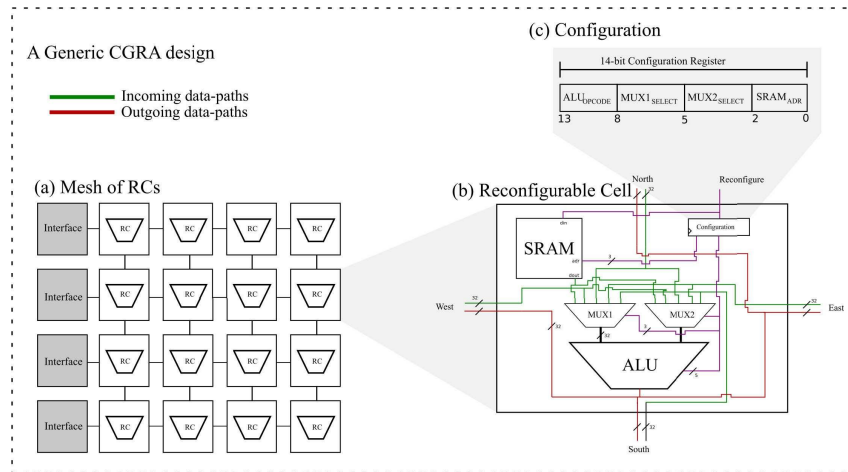 A Generic CGRA design
Incoming data-paths
Outgoing data-paths
(c) Configuration
14-bit Configuration Register
ALU OPCODE MUX1 SELECT MUX2 SELECT SRAM ADR
13 8 5 2 0
(a) Mesh of RCs
Interface RC RC RC RC
Interface RC RC RC RC
Interface RC RC RC RC
Interface RC RC RC RC
(b) Reconfigurable Cell
North
32
Reconfigure
din
SRAM
Configuration
adr
3
dout
West
32
32
East
32
MUX1 MUX2
32
3
ALU
5
32
South